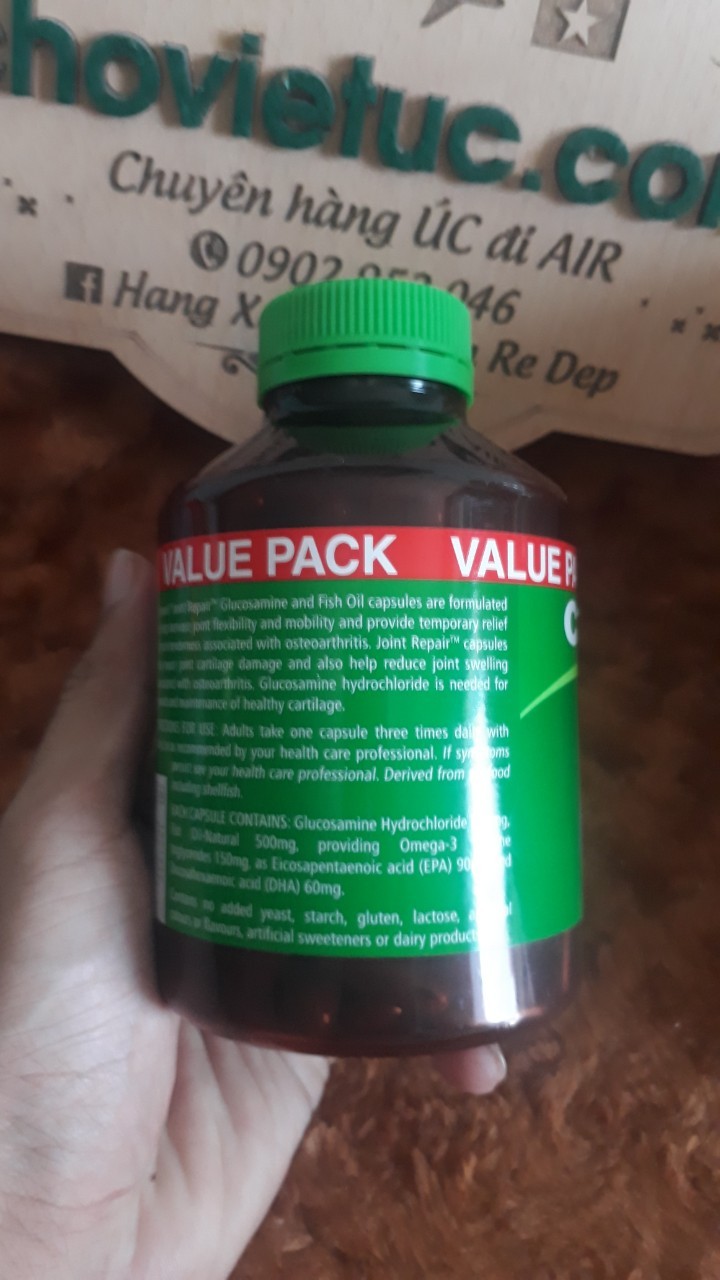 hovietuc.co
Chuyên hàng ÚC đi AIR
0902 046
Hang X
Re Dep
VALUE PACK VALUE PA
Repair™ Glucosamine and Fish Oil capsules are formulated
joint flexibility and mobility and provide temporary relief
associated with osteoarthritis. Joint Repair™ capsules
cartilage damage and also help reduce joint swelling
with osteoarthritis. Glucosamine hydrochloride is needed for
maintenance of healthy cartilage.
C
FOR USE: Adults take one capsule three times daily with
recommended by your health care professional. If symptoms
persist see your health care professional. Derived from
including shellfish.
EACH CAPSULE CONTAINS: Glucosamine Hydrochloride
Oil-Natural 500mg, providing Omega-3
triglycerides 150mg, as Eicosapentaenoic acid (EPA)
acid (DHA) 60mg.
Contains no added yeast, starch, gluten, lactose,
colours or flavours, artificial sweeteners or dairy